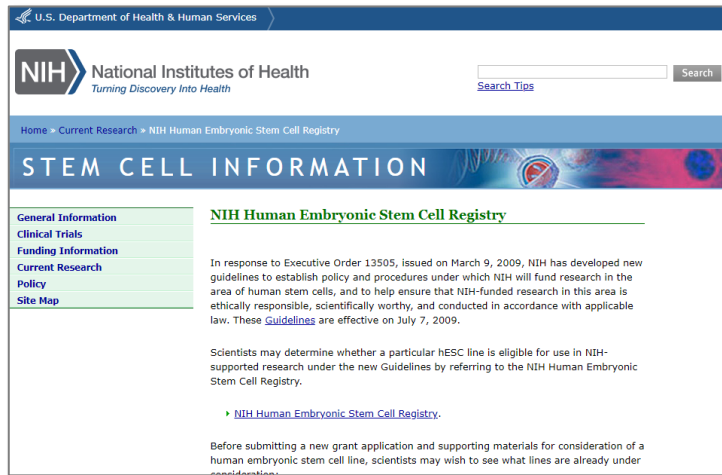 U.S. Department of Health & Human Services
NIH
National Institutes of Health
Turning Discovery Into Health
Search
Search Tips
Home » Current Research » NIH Human Embryonic Stem Cell Registry
STEM CELL INFORMATION
General Information
Clinical Trials
Funding Information
Current Research
Policy
Site Map
NIH Human Embryonic Stem Cell Registry
In response to Executive Order 13505, issued on March 9, 2009, NIH has developed new
guidelines to establish policy and procedures under which NIH will fund research in the
area of human stem cells, and to help ensure that NIH-funded research in this area is
ethically responsible, scientifically worthy, and conducted in accordance with applicable
law. These Guidelines are effective on July 7, 2009.
Scientists may determine whether a particular hESC line is eligible for use in NIH-
supported research under the new Guidelines by referring to the NIH Human Embryonic
Stem Cell Registry.
NIH Human Embryonic Stem Cell Registry.
Before submitting a new grant application and supporting materials for consideration of a
human embryonic stem cell line, scientists may wish to see what lines are already under
consideration: